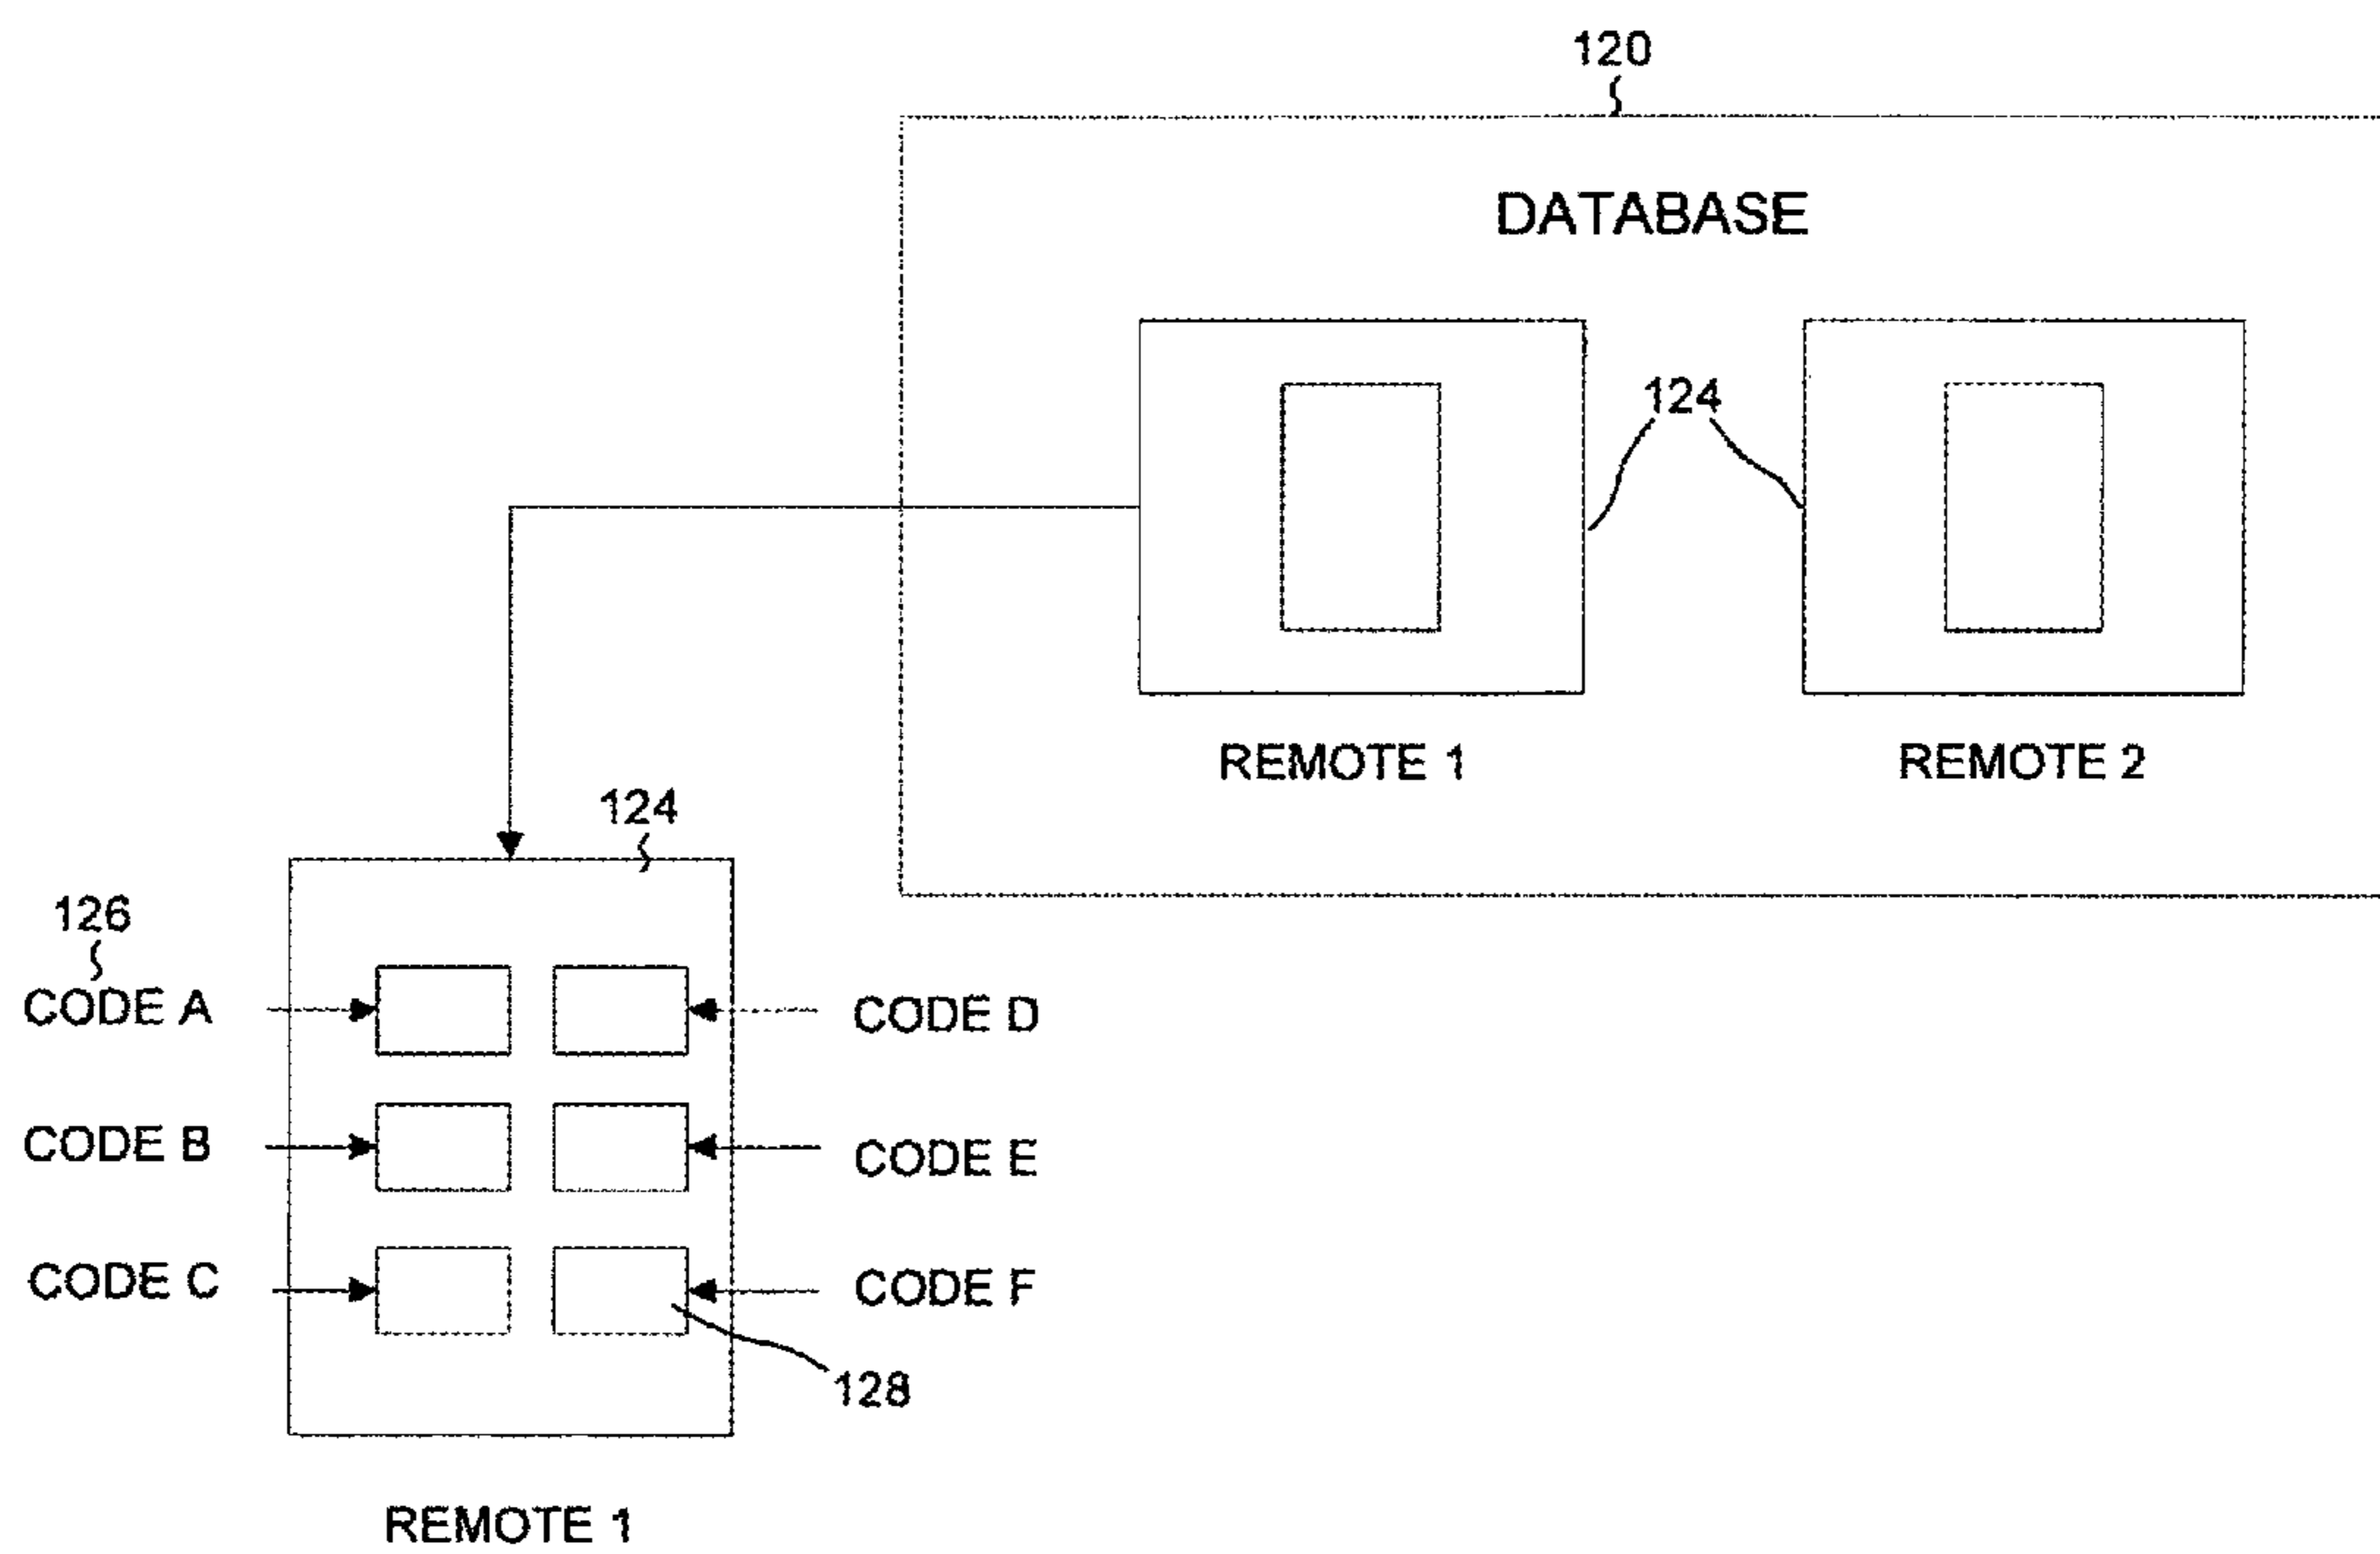 120
DATABASE
124
REMOTE 1
REMOTE 2
124
126
CODE A
CODE D
CODE B
CODE E
CODE C
CODE F
128
REMOTE 1